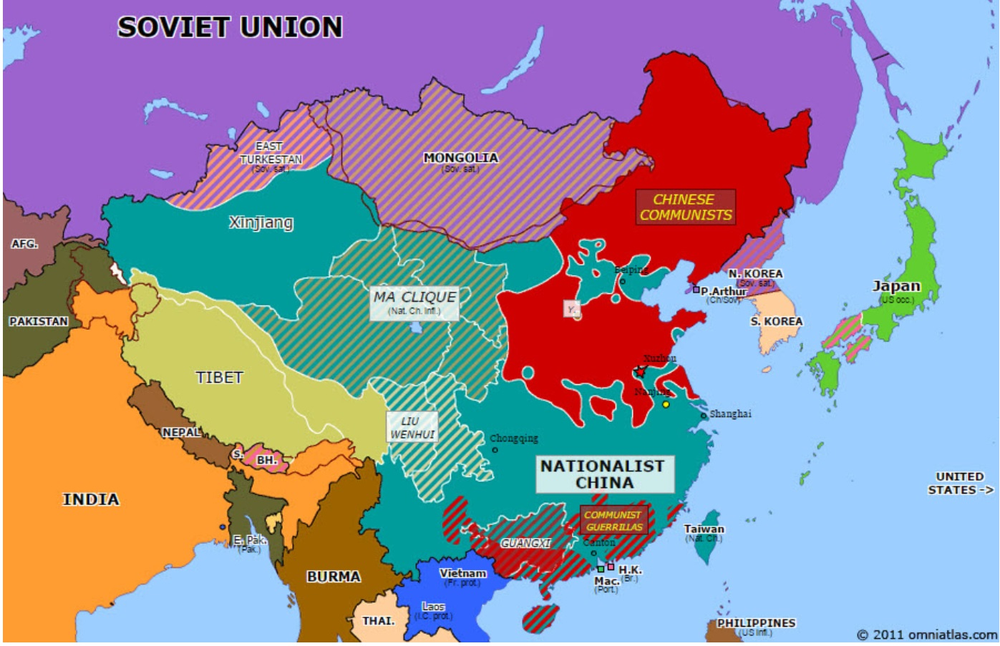 SOVIET UNION
EAST
TURKESTAN
(Sov. sat.)
MONGOLIA
(Sov. sat.)
CHINESE
COMMUNISTS
Xinjiang
AFG.
Beiping
N. KOREA
(Sov. sat.)
P.Arthur
(Ch/Sov)
Japan
(US occ.)
MA CLIQUE
(Nat. Ch. Infl.)
Y.
PAKISTAN
S. KOREA
Xuzhou
TIBET
Nanjing
Shanghai
LIU
WENHUI
NEPAL
Chongqing
S.
BH.
NATIONALIST
CHINA
UNITED
STATES ->
INDIA
COMMUNIST
GUERRILLAS
Taiwan
(Nat. Ch.)
E. Pak.
(Pak.)
GUANGXI
Canton
BURMA
Vietnam
(Fr. prot.)
H.K.
(Br.)
Mac.
(Port.)
Laos
(I.C. prot.)
THAI.
PHILIPPINES
(US Infl.)
© 2011 omniatlas.com